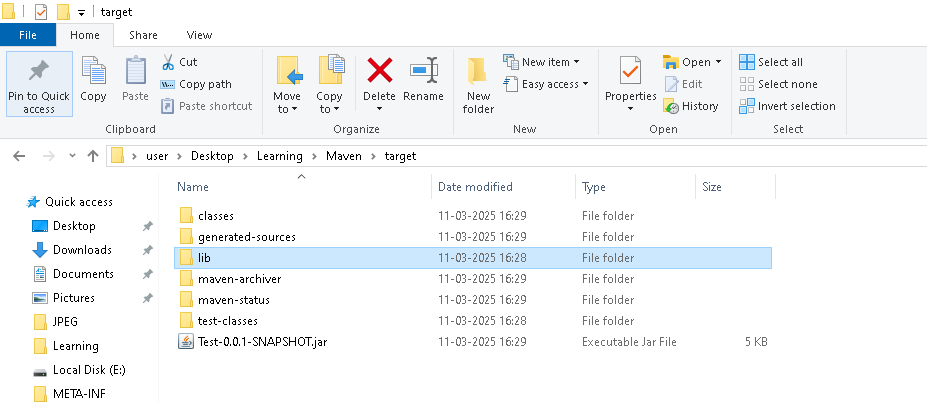 target
File Home Share View
Pin to Quick access
Copy
Paste
Cut
Copy path
Paste shortcut
Clipboard
Move to
Copy to
Delete
Rename
Organize
New folder
New item
Easy access
New
Properties
Open
Edit
History
Open
Select all
Select none
Invert selection
Select
user > Desktop > Learning > Maven > target
Quick access
Desktop
Downloads
Documents
Pictures
JPEG
Learning
Local Disk (E:)
META-INF
Name Date modified Type Size
classes 11-03-2025 16:29 File folder
generated-sources 11-03-2025 16:29 File folder
lib 11-03-2025 16:28 File folder
maven-archiver 11-03-2025 16:29 File folder
maven-status 11-03-2025 16:29 File folder
test-classes 11-03-2025 16:28 File folder
Test-0.0.1-SNAPSHOT.jar 11-03-2025 16:29 Executable Jar File 5 KB